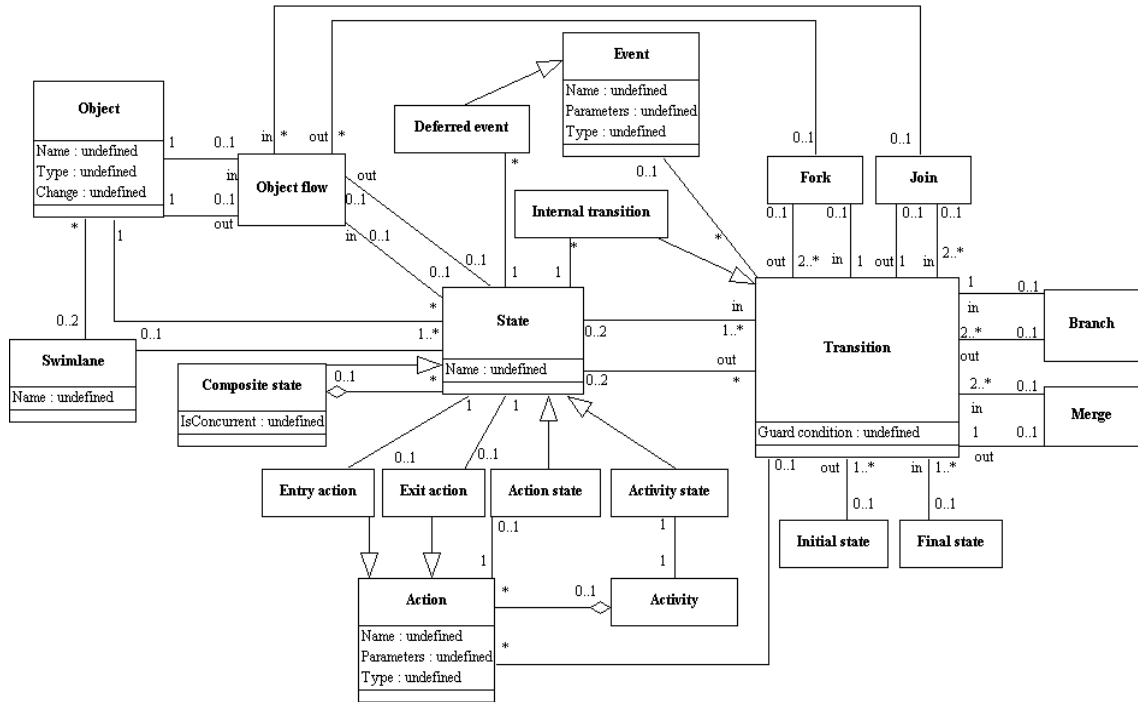 Event
Name : undefined
Parameters : undefined
Type : undefined
Object
Name : undefined
Type : undefined
Change : undefined
Deferred event
in * out *
0..1 0..1
1 0..1
in
1 0..1
out
Object flow
out
0..1
in 0..1
0..1
*
0..1
*
*
Fork
Join
Internal transition
*
1
1
0..1 0..1 0..1 0..1
out 2..* in 1 out 1 in 2..*
*
1
0..2
0..1
1..*
State
Name : undefined
in
0..2 1..*
out
0..2 *
Transition
Guard condition : undefined
1 0..1
in
2..* 0..1
out
Branch
2..* 0..1
in
1 0..1
out
Merge
Swimlane
Name : undefined
Composite state
IsConcurrent : undefined
0..1 *
1 1
0..1 0..1
Entry action
Exit action
Action state
Activity state
0..1
out 1..* in 1..*
0..1 0..1
Initial state
Final state
0..1
1
1
1
* 0..1
Action
Name : undefined
Parameters : undefined
Type : undefined
Activity
*